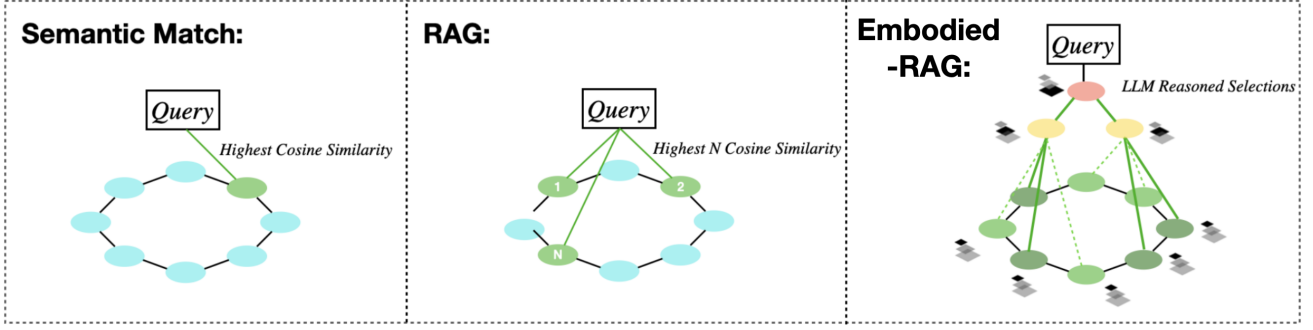 Semantic Match:
Query
Highest Cosine Similarity
RAG:
Query
Highest N Cosine Similarity
1
2
N
Embodied
-RAG:
Query
LLM Reasoned Selections